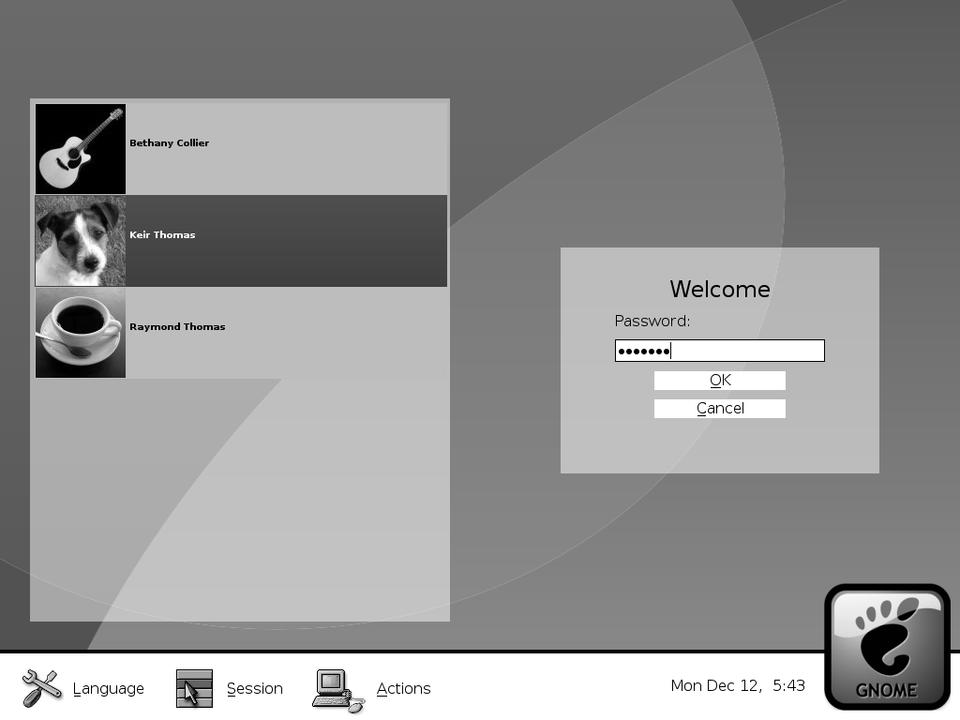 Bethany Collier
Keir Thomas
Raymond Thomas
Welcome
Password:
•••••••
OK
Cancel
Language
Session
Actions
Mon Dec 12, 5:43
GNOME